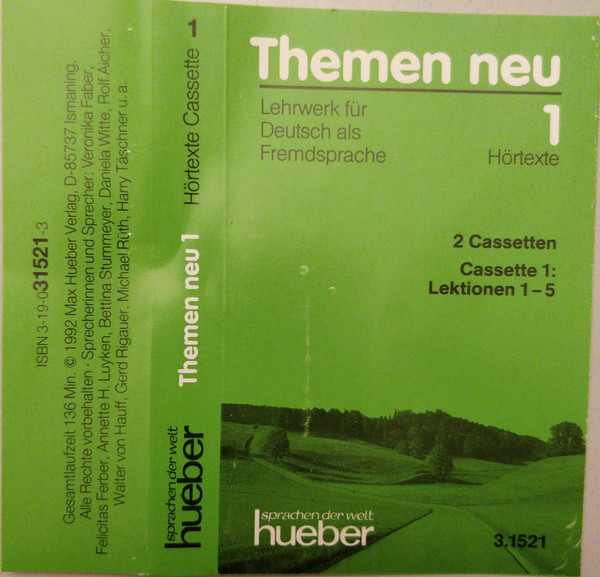 Themen neu
1
Lehrwerk für
Deutsch als
Fremdsprache
Hörtexte
2 Cassetten
Cassette 1:
Lektionen 1–5
sprachen der welt
hueber
3.1521
Themen neu 1 Hörtexte Cassette 1
sprachen der welt
hueber
ISBN 3-19-031521-3
Gesamtlaufzeit 136 Min. © 1992 Max Hueber Verlag, D-85737 Ismaning.
Alle Rechte vorbehalten · Sprecherinnen und Sprecher: Veronika Faber,
Felicitas Ferber, Annette H. Luyken, Bettina Stummeyer, Daniela Witte, Rolf Aicher,
Walter von Hauff, Gerd Rigauer, Michael Rüth, Harry Täschner u. a.